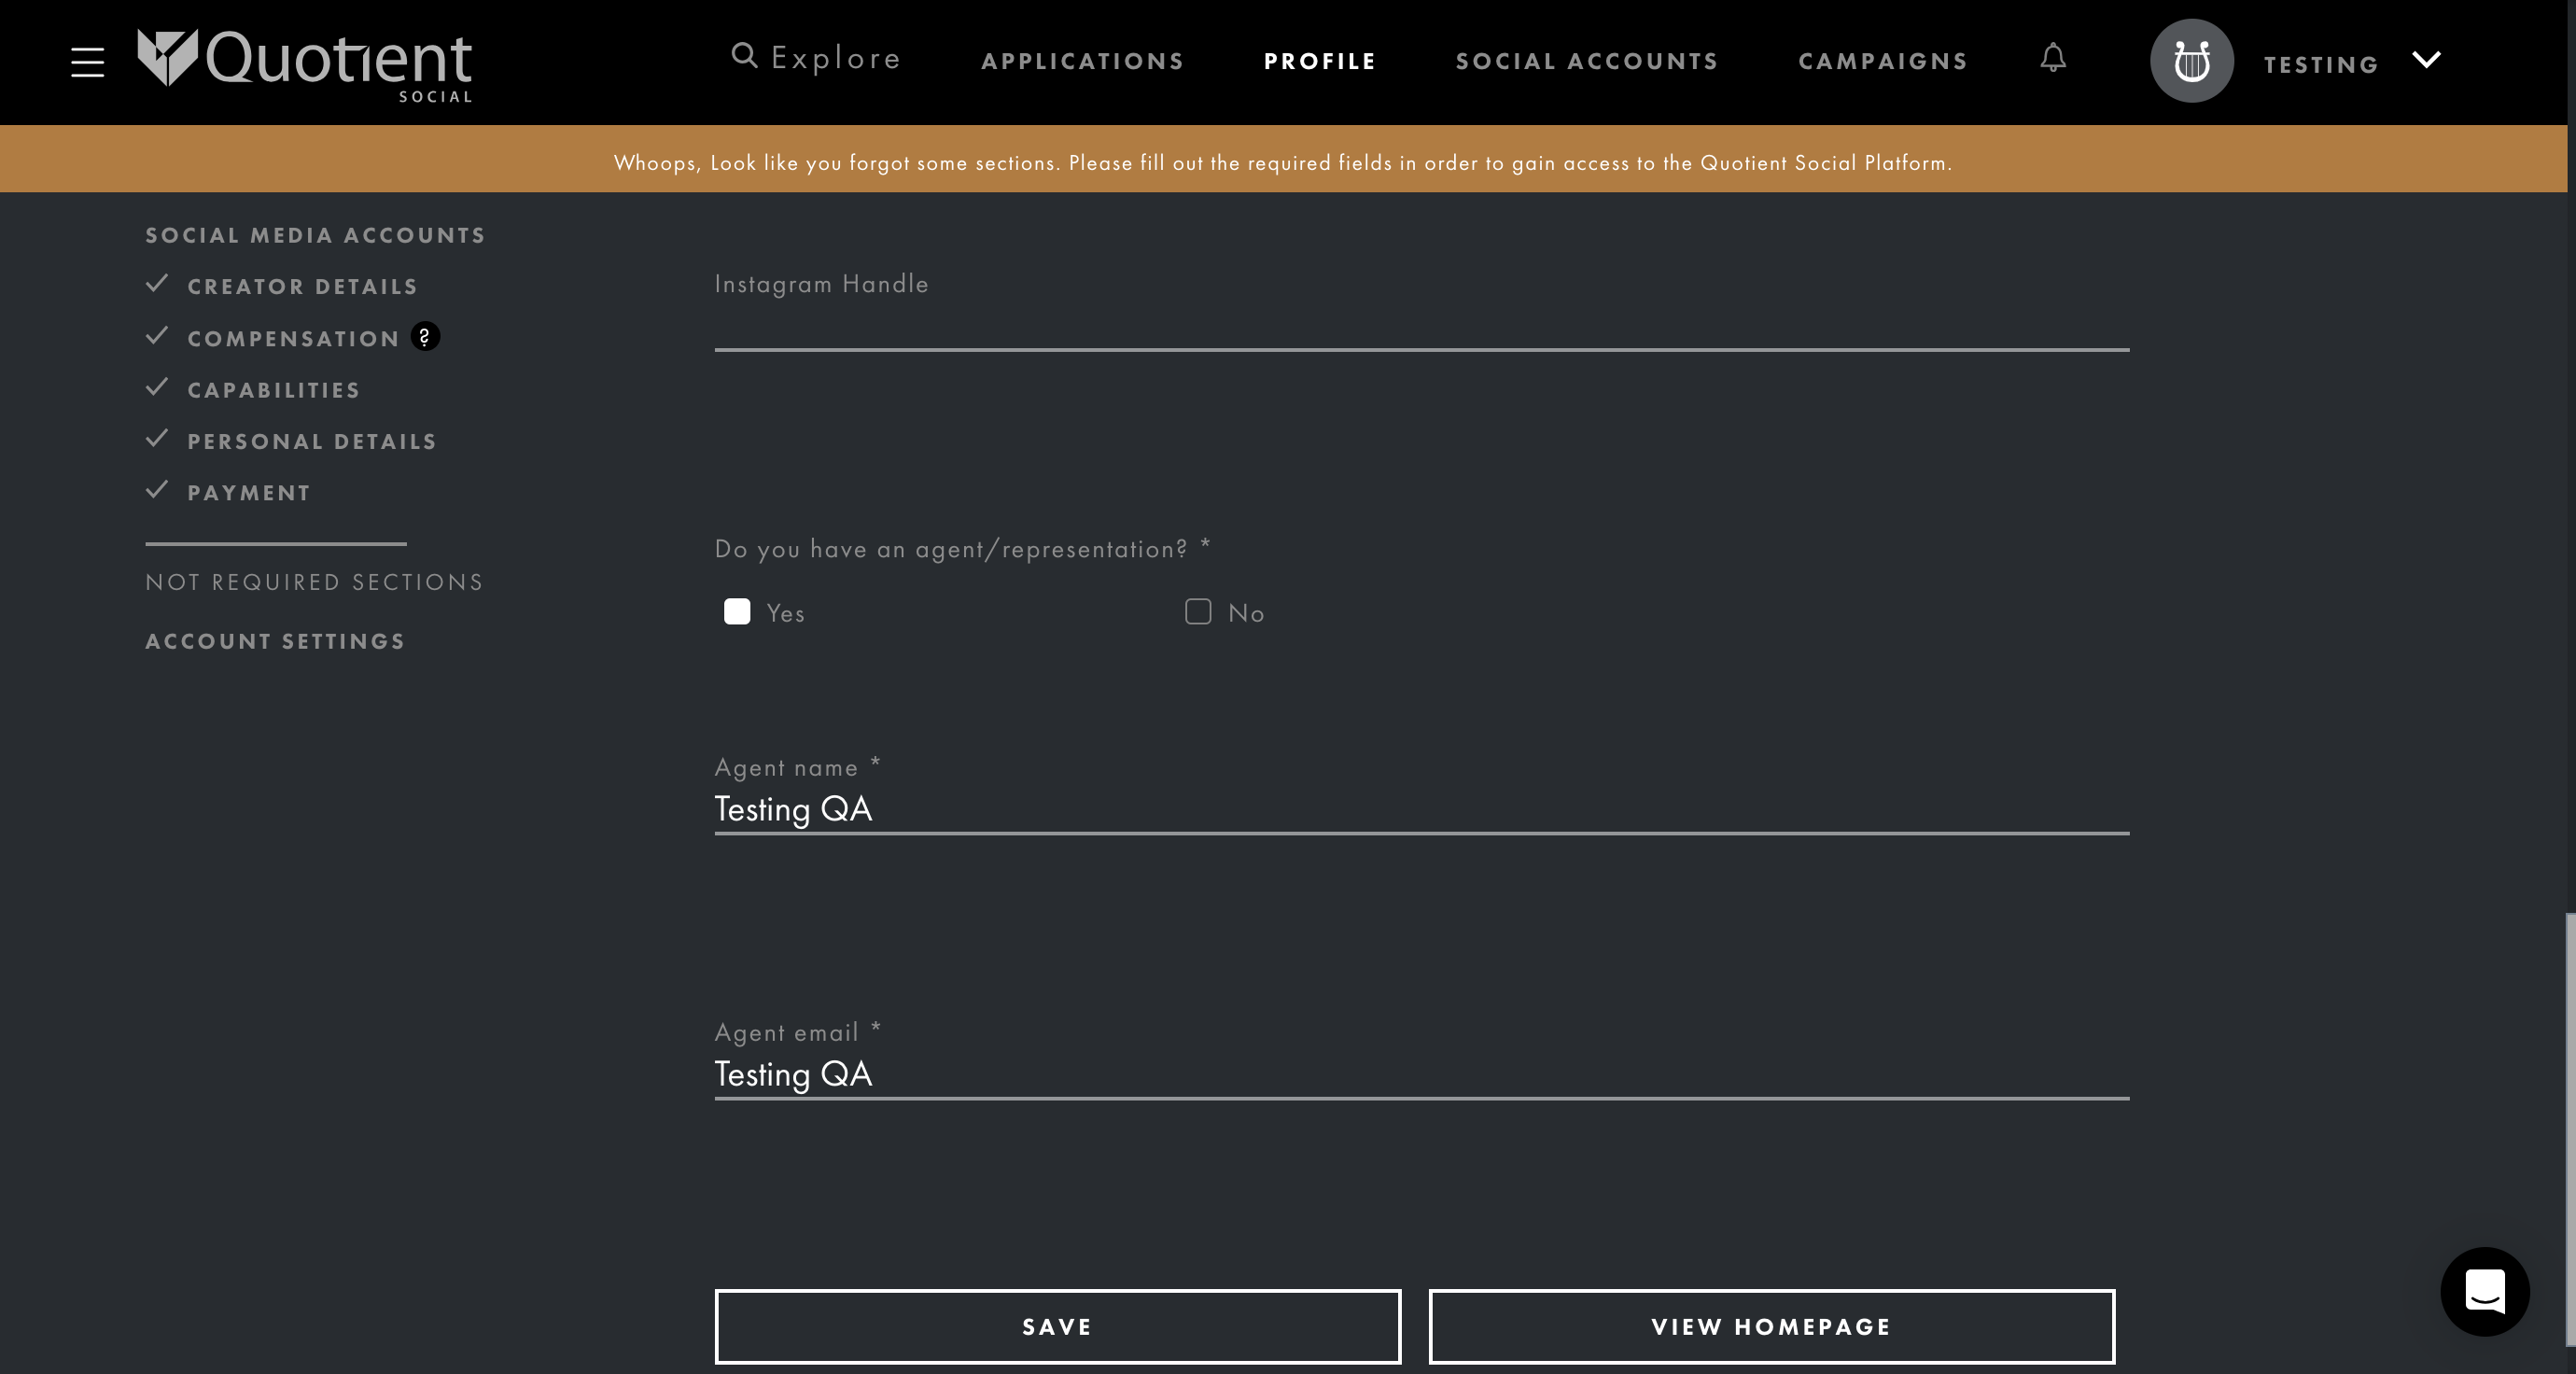 Quotient
SOCIAL
Explore
APPLICATIONS
PROFILE
SOCIAL ACCOUNTS
CAMPAIGNS
TESTING
Whoops, Look like you forgot some sections. Please fill out the required fields in order to gain access to the Quotient Social Platform.
SOCIAL MEDIA ACCOUNTS
CREATOR DETAILS
COMPENSATION ?
CAPABILITIES
PERSONAL DETAILS
PAYMENT
NOT REQUIRED SECTIONS
ACCOUNT SETTINGS
Instagram Handle
Do you have an agent/representation? *
Yes
No
Agent name *
Testing QA
Agent email *
Testing QA
SAVE
VIEW HOMEPAGE